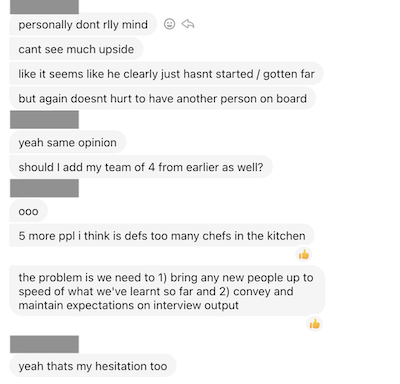 personally dont rlly mind
cant see much upside
like it seems like he clearly just hasnt started / gotten far
but again doesnt hurt to have another person on board
yeah same opinion
should I add my team of 4 from earlier as well?
ooo
5 more ppl i think is defs too many chefs in the kitchen
the problem is we need to 1) bring any new people up to
speed of what we've learnt so far and 2) convey and
maintain expectations on interview output
yeah thats my hesitation too